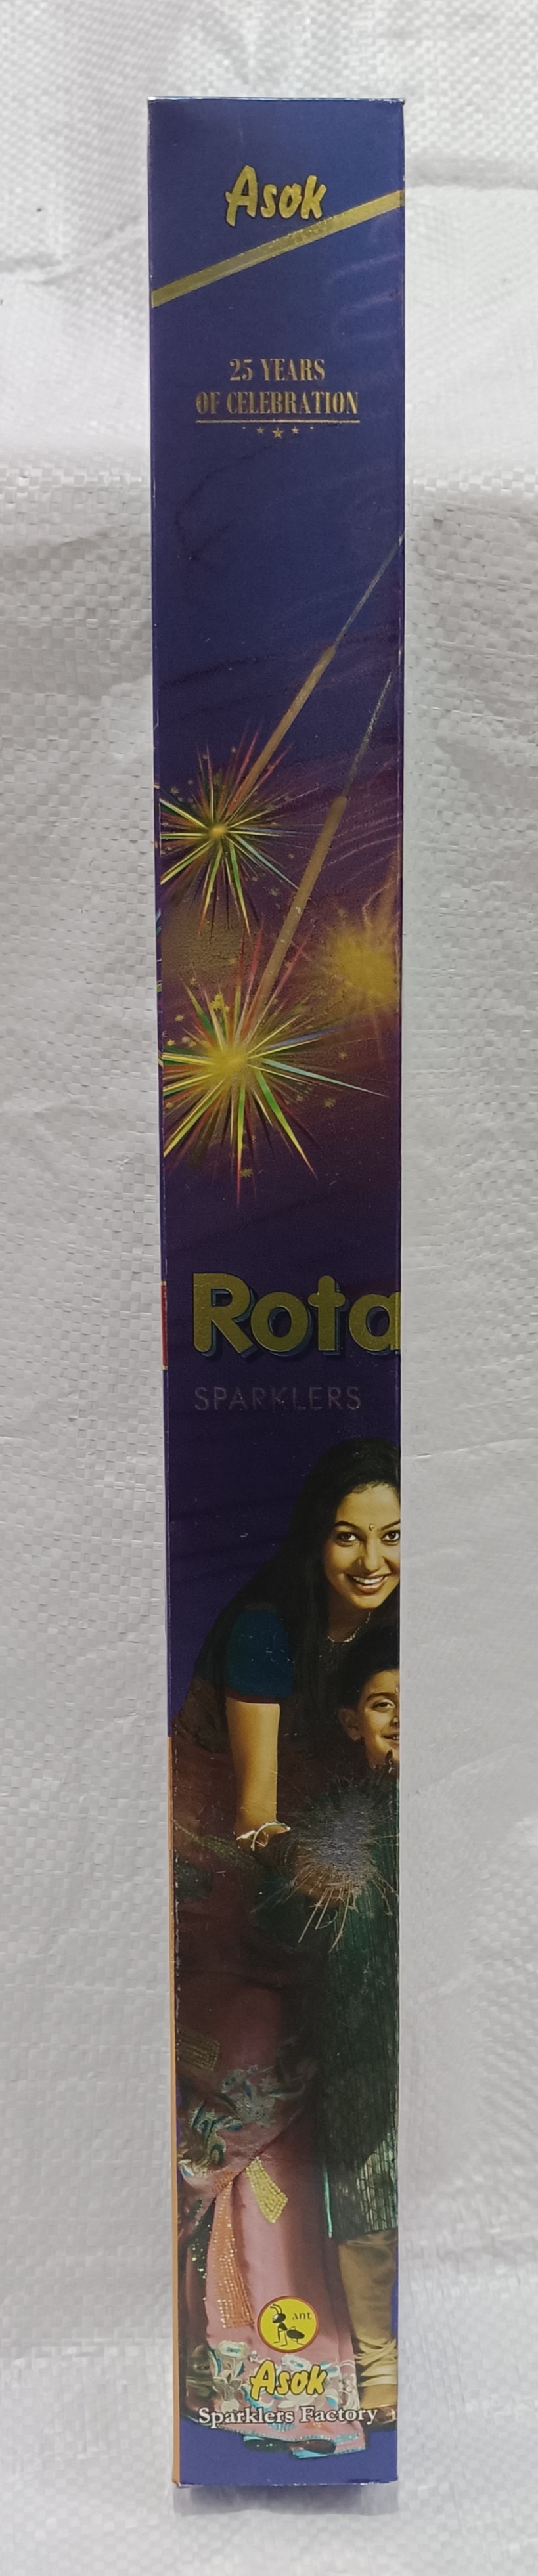 Asok
25 YEARS
OF CELEBRATION
Rota
SPARKLERS
ant
Asok
Sparklers Factory